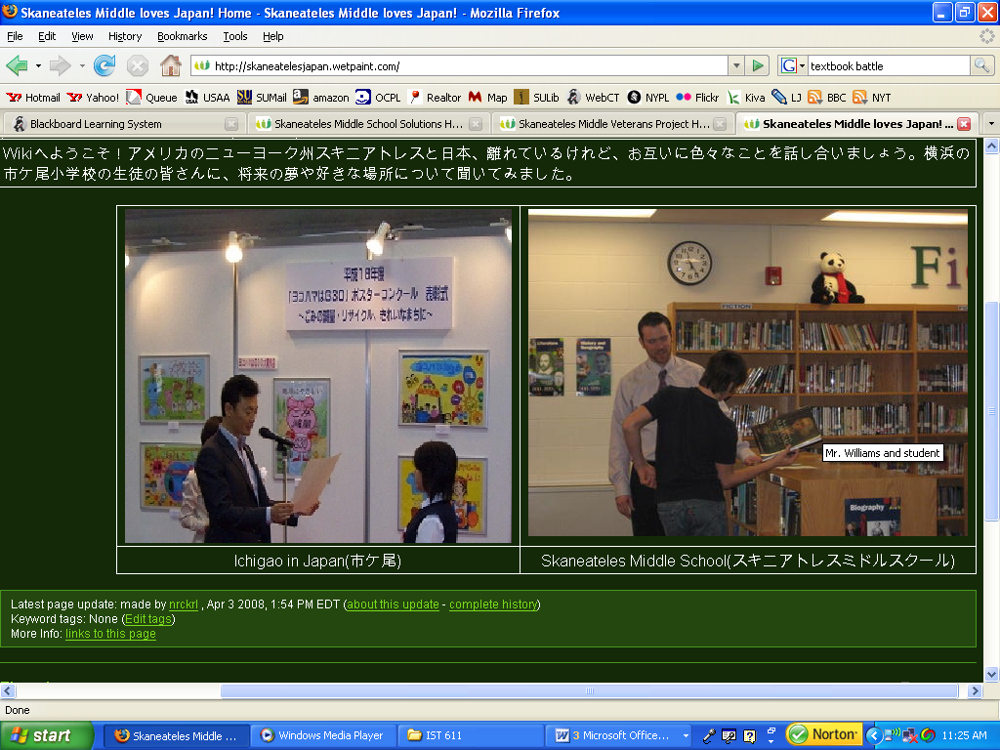 Skaneateles Middle loves Japan! Home - Skaneateles Middle loves Japan! - Mozilla Firefox
File Edit View History Bookmarks Tools Help
http://skaneatelesjapan.wetpaint.com/
G textbook battle
Hotmail Yahoo! Queue USAA SUMail amazon OCPL Realtor Map SULib WebCT NYPL Flickr Kiva LJ BBC NYT
Blackboard Learning System Skaneateles Middle School Solutions H... Skaneateles Middle Veterans Project H... Skaneateles Middle loves Japan! ...
Wikiへようこそ！アメリカのニューヨーク州スキニアトレスと日本、離れているけれど、お互いに色々なことを話し合いましょう。横浜の
市ケ尾小学校の生徒の皆さんに、将来の夢や好きな場所について聞いてみました。
平成18年度
「ヨコハマはG30」ポスターコンクール 表彰式
～ごみの減量・リサイクル、きれいなまちに～
FICTION
Fi
Literature
History and Geography
Biography
Mr. Williams and student
Ichigao in Japan(市ケ尾)
Skaneateles Middle School(スキニアトレスミドルスクール)
Latest page update: made by nrckrl , Apr 3 2008, 1:54 PM EDT (about this update - complete history)
Keyword tags: None (Edit tags)
More Info: links to this page
Done
start Skaneateles Middle ... Windows Media Player IST 611 3 Microsoft Office... Norton 11:25 AM